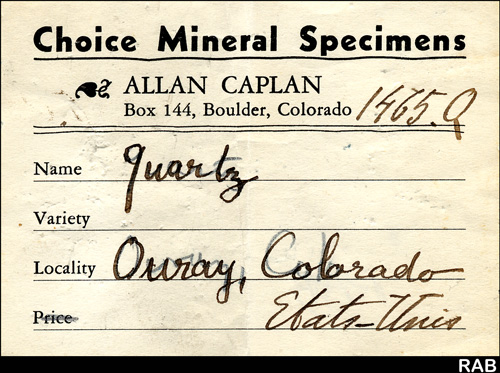 Choice Mineral Specimens
ALLAN CAPLAN
Box 144, Boulder, Colorado 1465.Q
Name Quartz
Variety
Locality Ouray, Colorado
Price Etats-Unis
RAB